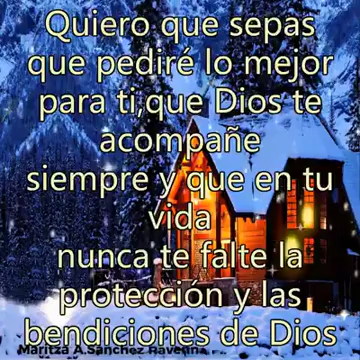 Quiero que sepas
que pediré lo mejor
para ti,que Dios te
acompañe
siempre y que en tu
vida
nunca te falte la
protección y las
Maritza A.Sanchez Ravenna
bendiciones de Dios